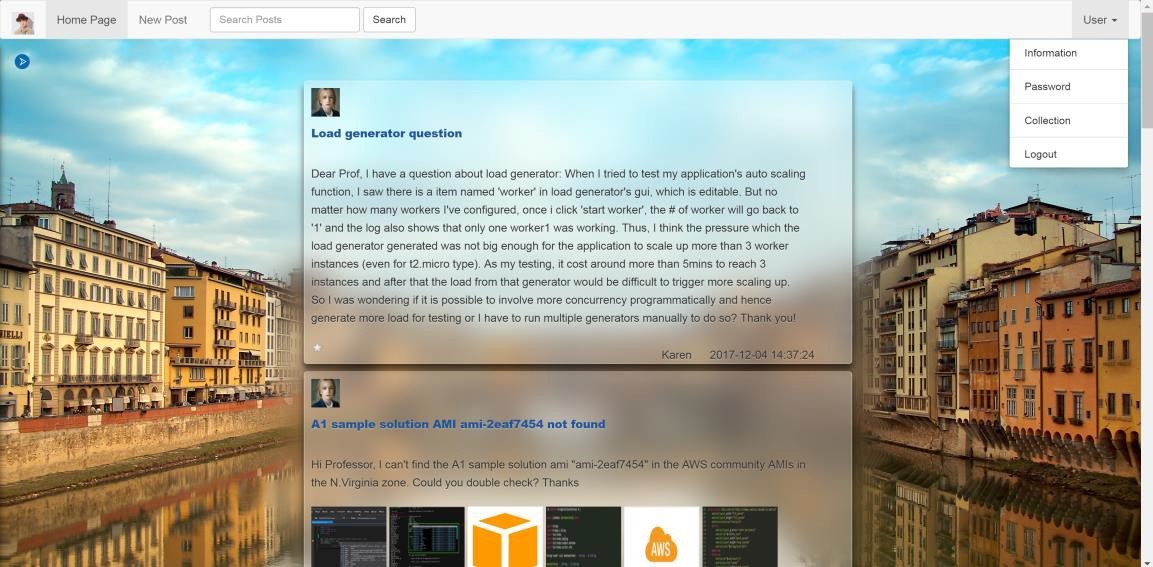 Home Page New Post Search Posts Search User
Information
Password
Collection
Logout
Load generator question
Dear Prof, I have a question about load generator: When I tried to test my application's auto scaling
function, I saw there is a item named 'worker' in load generator's gui, which is editable. But no
matter how many workers I've configured, once i click 'start worker', the # of worker will go back to
'1' and the log also shows that only one worker1 was working. Thus, I think the pressure which the
load generator generated was not big enough for the application to scale up more than 3 worker
instances (even for t2.micro type). As my testing, it cost around more than 5mins to reach 3
instances and after that the load from that generator would be difficult to trigger more scaling up.
So I was wondering if it is possible to involve more concurrency programmatically and hence
generate more load for testing or I have to run multiple generators manually to do so? Thank you!
Karen 2017-12-04 14:37:24
A1 sample solution AMI ami-2eaf7454 not found
Hi Professor, I can't find the A1 sample solution ami "ami-2eaf7454" in the AWS community AMIs in
the N.Virginia zone. Could you double check? Thanks
AWS